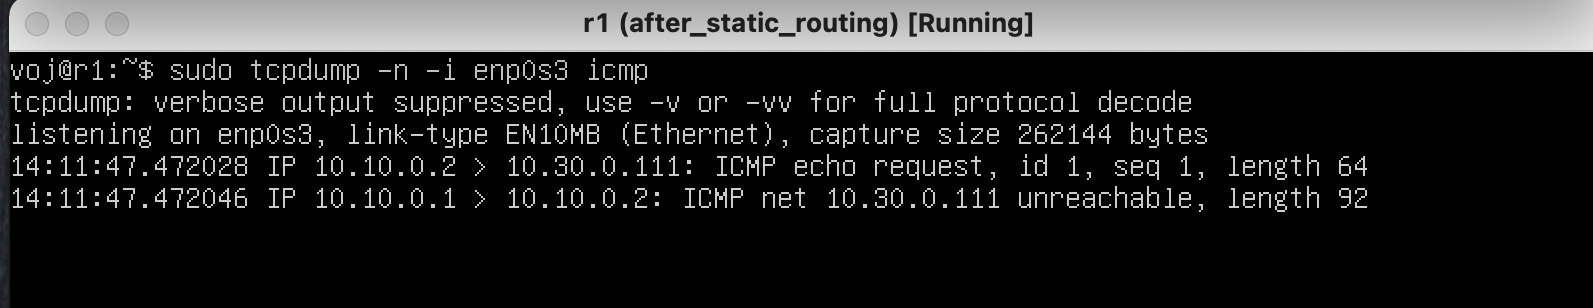 r1 (after_static_routing) [Running]
voj@r1:~$ sudo tcpdump -n -i enp0s3 icmp
tcpdump: verbose output suppressed, use -v or -vv for full protocol decode
listening on enp0s3, link-type EN10MB (Ethernet), capture size 262144 bytes
14:11:47.472028 IP 10.10.0.2 > 10.30.0.111: ICMP echo request, id 1, seq 1, length 64
14:11:47.472046 IP 10.10.0.1 > 10.10.0.2: ICMP net 10.30.0.111 unreachable, length 92